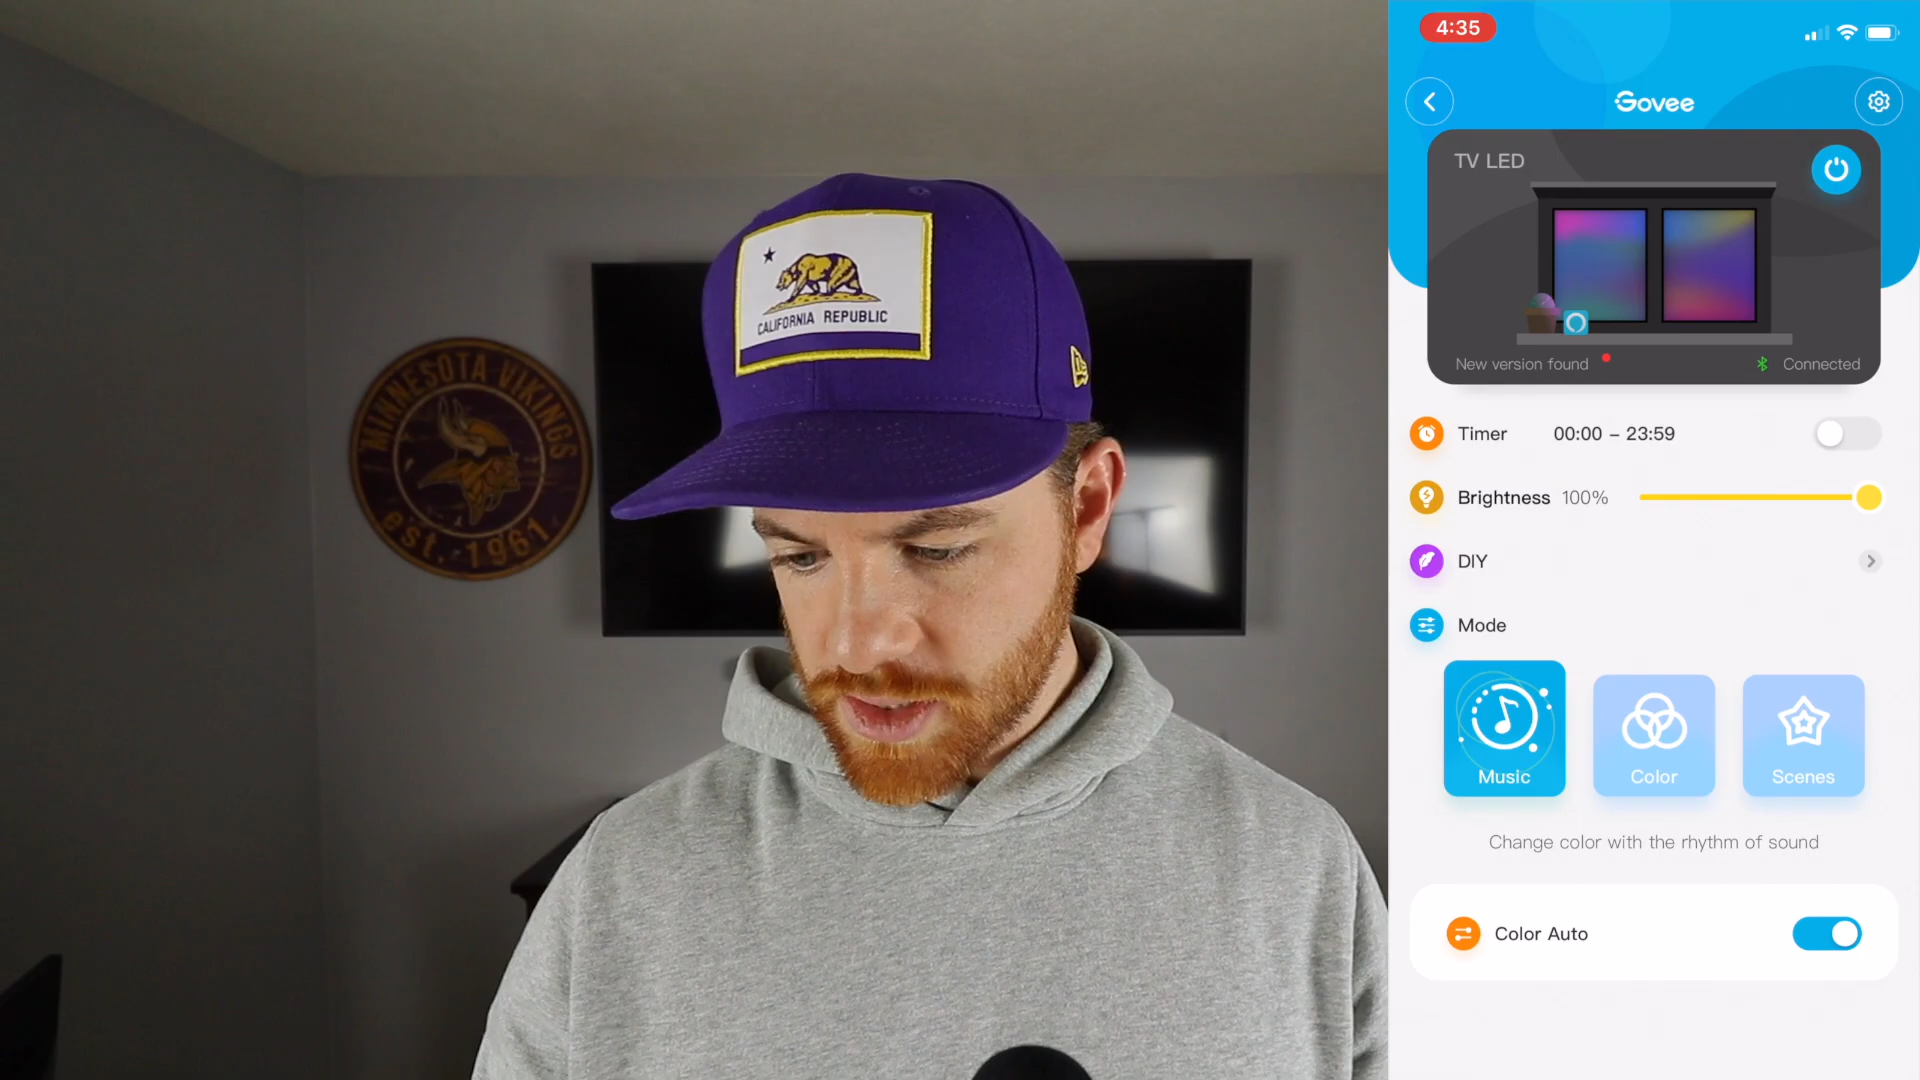 CALIFORNIA REPUBLIC
MINNESOTA VIKINGS
est. 1961
4:35
Govee
TV LED
New version found
Connected
Timer 00:00 – 23:59
Brightness 100%
DIY
Mode
Music
Color
Scenes
Change color with the rhythm of sound
Color Auto